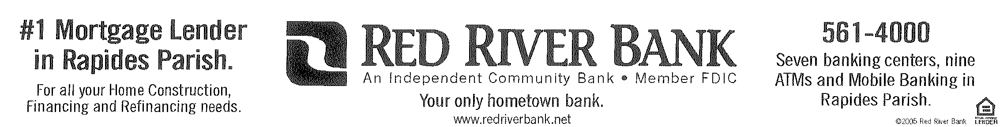 #1 Mortgage Lender
in Rapides Parish.
For all your Home Construction,
Financing and Refinancing needs.
RED RIVER BANK
An Independent Community Bank • Member FDIC
Your only hometown bank.
www.redriverbank.net
561-4000
Seven banking centers, nine
ATMs and Mobile Banking in
Rapides Parish.
©2005 Red River Bank
EQUAL HOUSING
LENDER